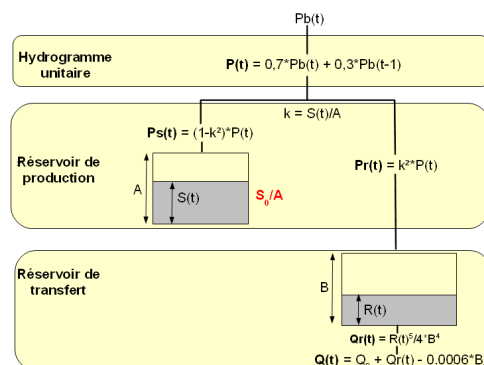 Pb(t)
Hydrogramme
unitaire
P(t) = 0,7*Pb(t) + 0,3*Pb(t-1)
k = S(t)/A
Ps(t) = (1-k²)*P(t)
Réservoir de
production
A
S(t)
S₀/A
Pr(t) = k²*P(t)
Réservoir de
transfert
B
R(t)
Qr(t) = R(t)⁵/4*B⁴
Q(t) = Q₀ + Qr(t) - 0,0006*B